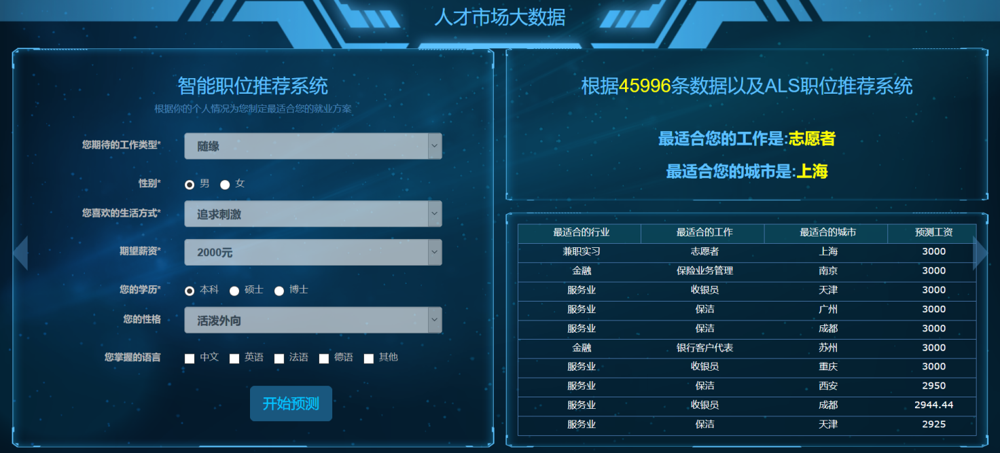 人才市场大数据
智能职位推荐系统
根据你的个人情况为您制定最适合您的就业方案
您期待的工作类型* 随缘
性别* 男 女
您喜欢的生活方式* 追求刺激
期望薪资* 2000元
您的学历* 本科 硕士 博士
您的性格 活泼外向
您掌握的语言 中文 英语 法语 德语 其他
开始预测
根据45996条数据以及ALS职位推荐系统
最适合您的工作是:志愿者
最适合您的城市是:上海
最适合的行业 最适合的工作 最适合的城市 预测工资
兼职实习 志愿者 上海 3000
金融 保险业务管理 南京 3000
服务业 收银员 天津 3000
服务业 保洁 广州 3000
服务业 保洁 成都 3000
金融 银行客户代表 苏州 3000
服务业 收银员 重庆 3000
服务业 保洁 西安 2950
服务业 收银员 成都 2944.44
服务业 保洁 天津 2925